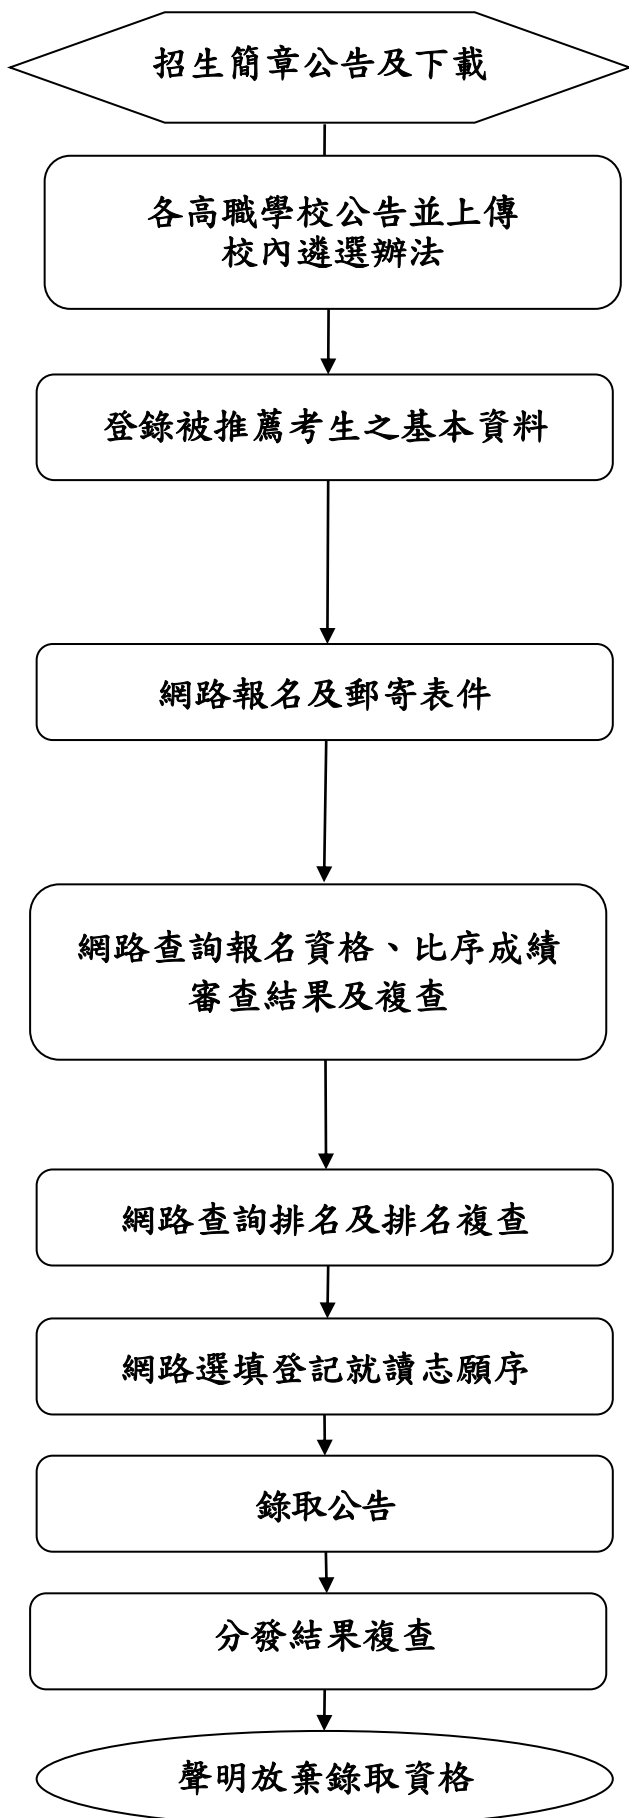 招生簡章公告及下載
各高職學校公告並上傳
校內遴選辦法
登錄被推薦考生之基本資料
網路報名及郵寄表件
網路查詢報名資格、比序成績
審查結果及複查
網路查詢排名及排名複查
網路選填登記就讀志願序
錄取公告
分發結果複查
聲明放棄錄取資格